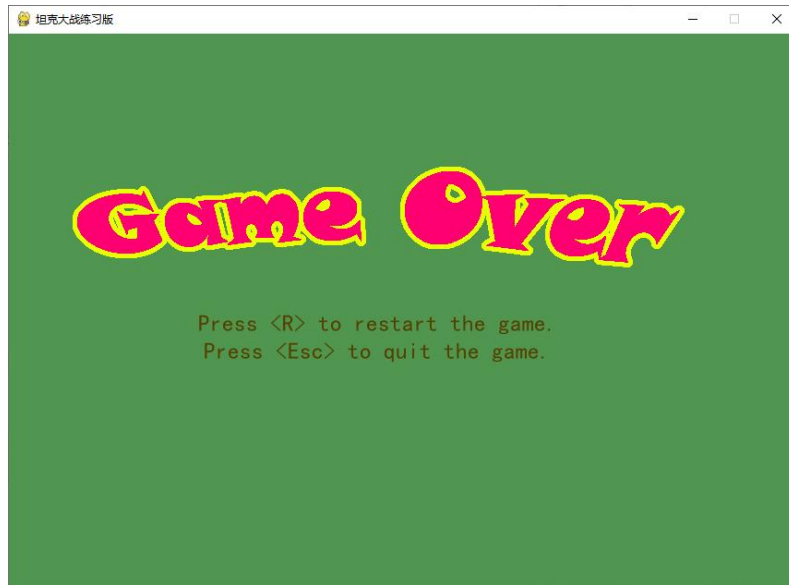 坦克大战练习版
Game Over
Press <R> to restart the game.
Press <Esc> to quit the game.